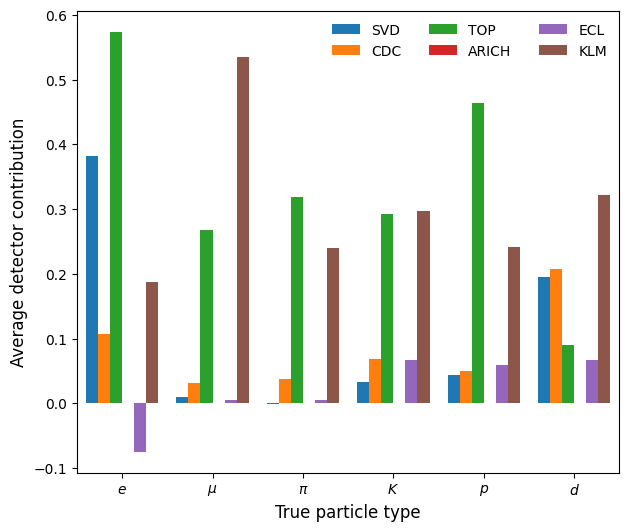 SVD TOP ECL
CDC ARICH KLM
Average detector contribution
0.6
0.5
0.4
0.3
0.2
0.1
0.0
−0.1
e μ π K p d
True particle type